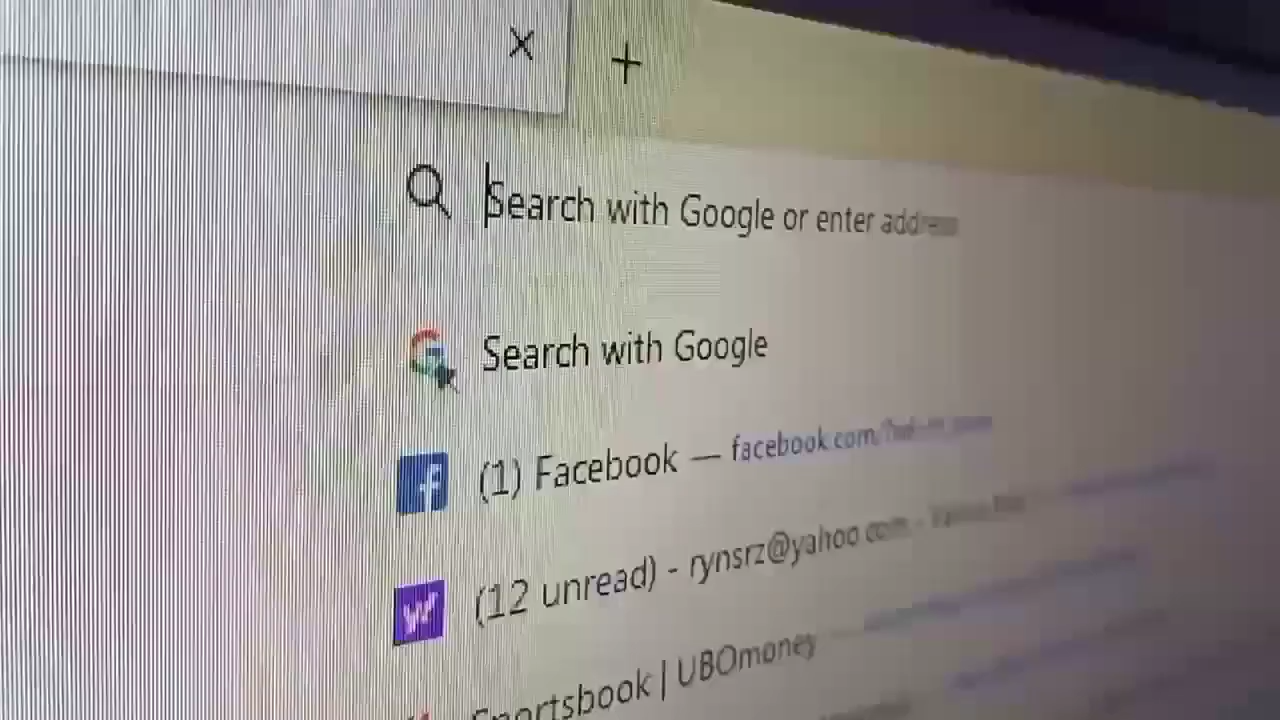 Search with Google or enter address
Search with Google
(1) Facebook — facebook.com/
(12 unread) - rynsrz@yahoo.com -
Sportsbook | UBOmoney